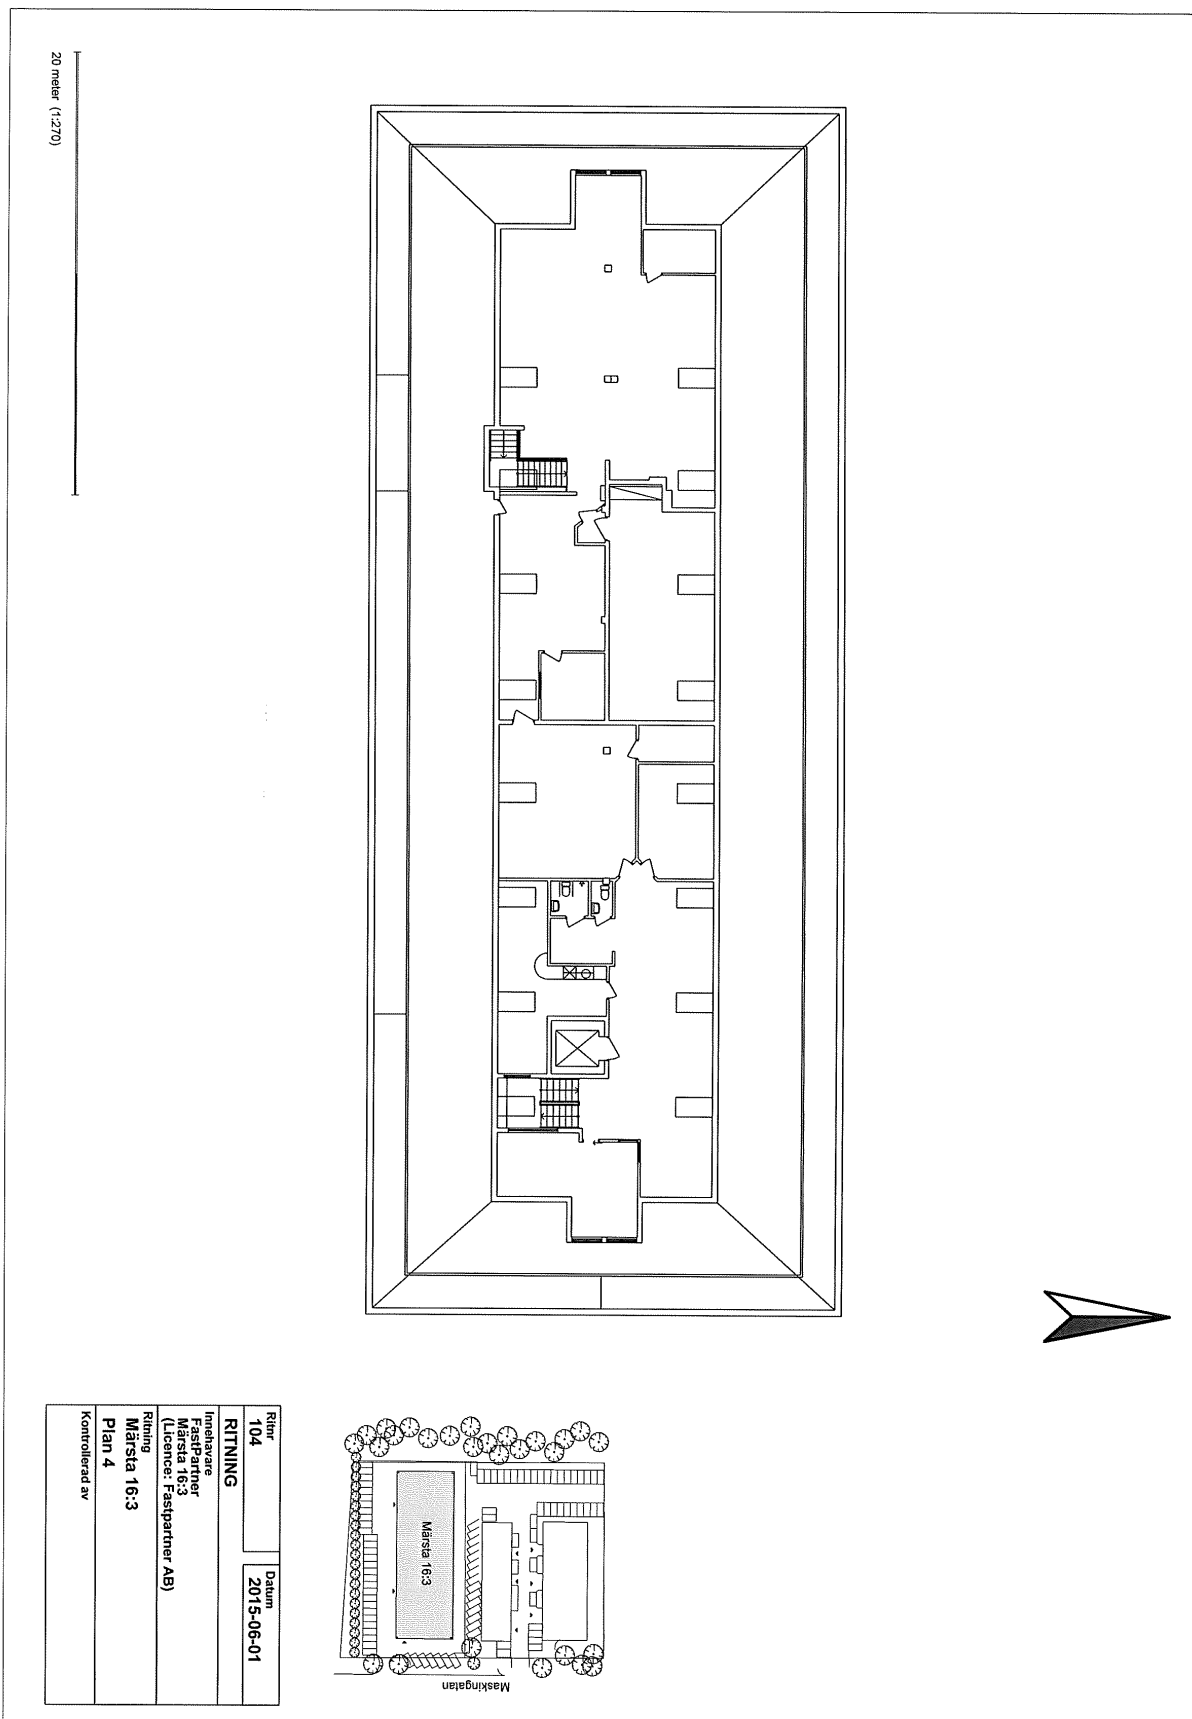 20 meter (1:270)
Märsta 16:3
Maskingatan
Ritnr
104
Datum
2015-06-01
RITNING
Innehavare
FastPartner
Märsta 16:3
(Licence: Fastpartner AB)
Ritning
Märsta 16:3
Plan 4
Kontrollerad av